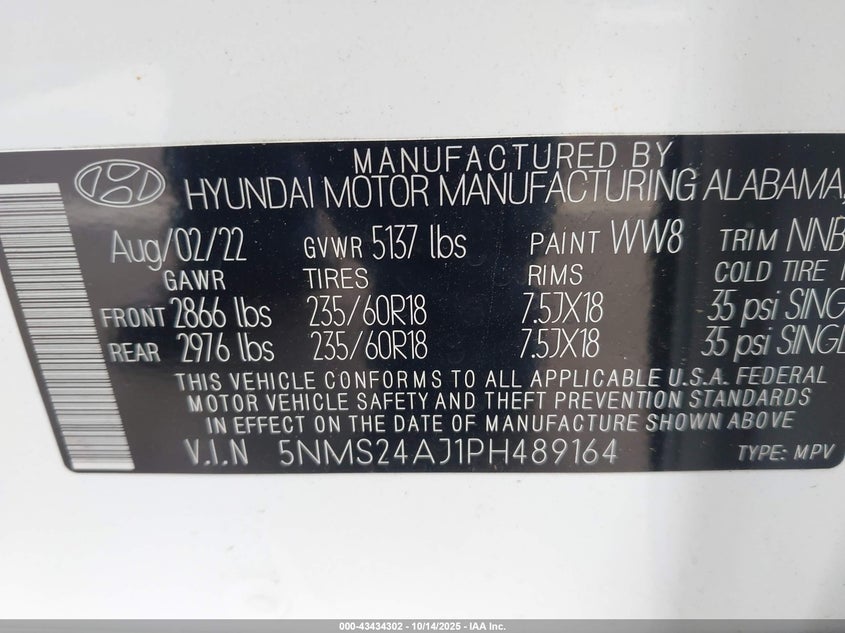 MANUFACTURED BY
HYUNDAI MOTOR MANUFACTURING ALABAMA,
Aug/02/22 GVWR 5137 lbs PAINT WW8 TRIM NNB
GAWR TIRES RIMS COLD TIRE
FRONT 2866 lbs 235/60R18 7.5JX18 35 psi SING
REAR 2976 lbs 235/60R18 7.5JX18 35 psi SINGL
THIS VEHICLE CONFORMS TO ALL APPLICABLE U.S.A. FEDERAL
MOTOR VEHICLE SAFETY AND THEFT PREVENTION STANDARDS
IN EFFECT ON THE DATE OF MANUFACTURE SHOWN ABOVE
V.I.N 5NMS24AJ1PH489164 TYPE: MPV
000-43434302 - 10/14/2025 - IAA Inc.